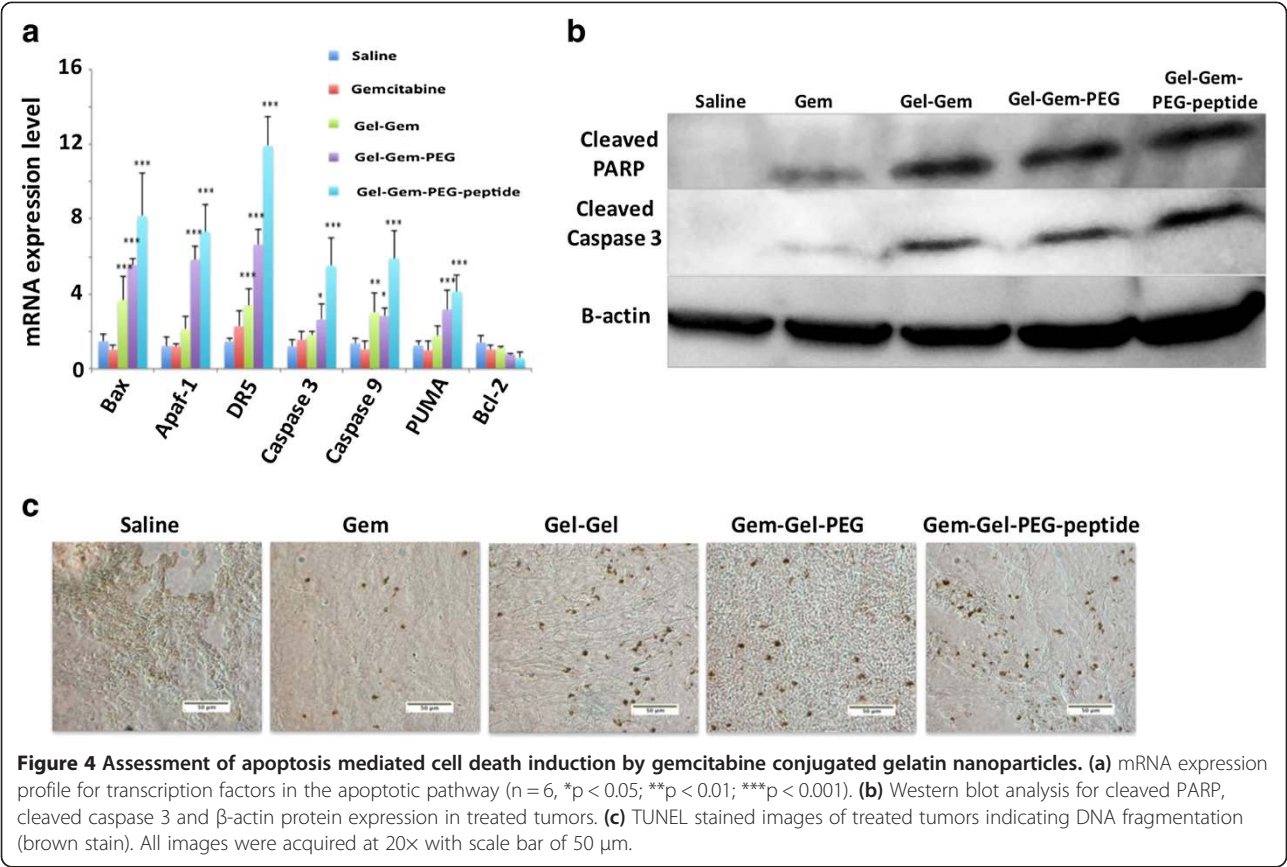 a
16
12
8
4
0
mRNA expression level
Saline
Gemcitabine
Gel-Gem
Gel-Gem-PEG
Gel-Gem-PEG-peptide
*** *** *** ***
*** ***
*** *** ***
* ***
** * ***
*** ***
Bax
Apaf-1
DR5
Caspase 3
Caspase 9
PUMA
Bcl-2
b
Saline Gem Gel-Gem Gel-Gem-PEG Gel-Gem-
PEG-peptide
Cleaved
PARP
Cleaved
Caspase 3
B-actin
c
Saline Gem Gel-Gel Gem-Gel-PEG Gem-Gel-PEG-peptide
50 µm 50 µm 50 µm 50 µm 50 µm
Figure 4 Assessment of apoptosis mediated cell death induction by gemcitabine conjugated gelatin nanoparticles. (a) mRNA expression
profile for transcription factors in the apoptotic pathway (n = 6, *p < 0.05; **p < 0.01; ***p < 0.001). (b) Western blot analysis for cleaved PARP,
cleaved caspase 3 and β-actin protein expression in treated tumors. (c) TUNEL stained images of treated tumors indicating DNA fragmentation
(brown stain). All images were acquired at 20× with scale bar of 50 μm.